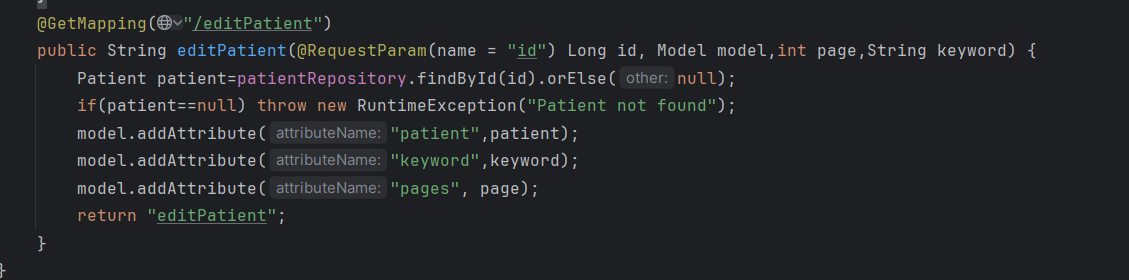 }
@GetMapping("/editPatient")
public String editPatient(@RequestParam(name = "id") Long id, Model model,int page,String keyword) {
Patient patient=patientRepository.findById(id).orElse( other: null);
if(patient==null) throw new RuntimeException("Patient not found");
model.addAttribute( attributeName: "patient",patient);
model.addAttribute( attributeName: "keyword",keyword);
model.addAttribute( attributeName: "pages", page);
return "editPatient";
}
}